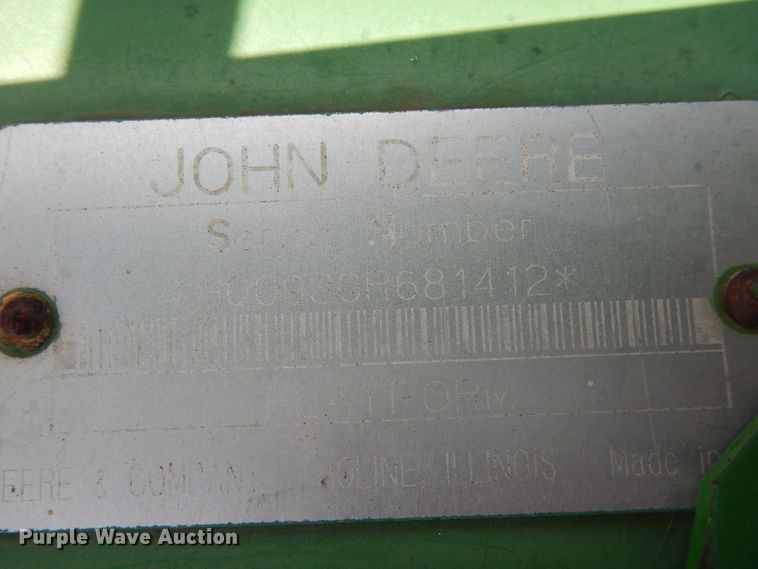 JOHN DEERE
Serial Number
*H00930R681412*
PLATFORM
DEERE & COMPANY MOLINE, ILLINOIS Made in
Purple Wave Auction